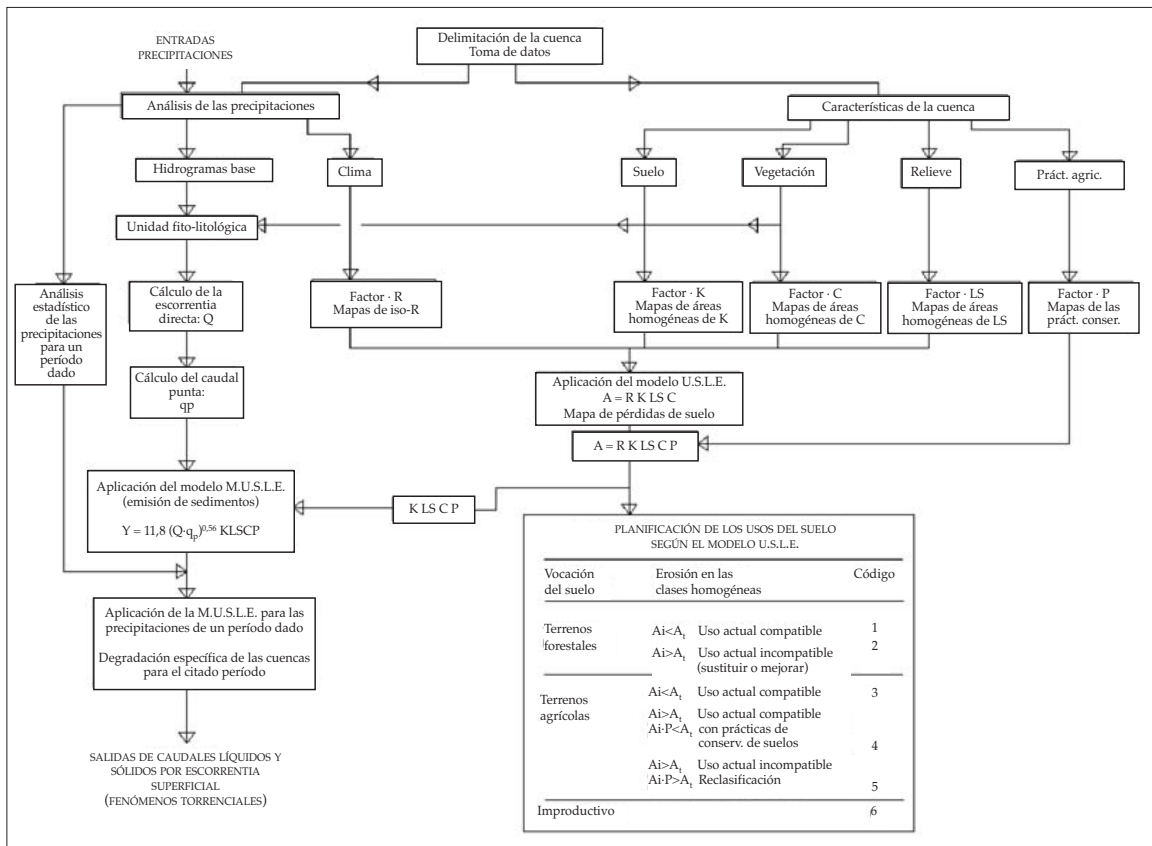 ENTRADAS
PRECIPITACIONES
Delimitación de la cuenca
Toma de datos
Análisis de las precipitaciones
Características de la cuenca
Hidrogramas base
Clima
Suelo
Vegetación
Relieve
Práct. agric.
Unidad fito-litológica
Análisis
estadístico
de las
precipitaciones
para un
período
dado
Cálculo de la
escorrentia
directa: Q
Factor · R
Mapas de iso-R
Factor · K
Mapas de áreas
homogéneas de K
Factor · C
Mapas de áreas
homogéneas de C
Factor · LS
Mapas de áreas
homogéneas de LS
Factor · P
Mapas de las
práct. conser.
Cálculo del caudal
punta:
qp
Aplicación del modelo U.S.L.E.
A = R K LS C
Mapa de pérdidas de suelo
A = R K LS C P
Aplicación del modelo M.U.S.L.E.
(emisión de sedimentos)
Y = 11,8 (Q·qp)0,56 KLSCP
K LS C P
Aplicación de la M.U.S.L.E. para las
precipitaciones de un período dado
Degradación específica de las cuencas
para el citado período
SALIDAS DE CAUDALES LÍQUIDOS Y
SÓLIDOS POR ESCORRENTIA
SUPERFICIAL
(FENÓMENOS TORRENCIALES)
PLANIFICACIÓN DE LOS USOS DEL SUELO
SEGÚN EL MODELO U.S.L.E.
Vocación Erosión en las Código
del suelo clases homogéneas
Terrenos Ai<At Uso actual compatible 1
forestales Ai>At Uso actual incompatible 2
(sustituir o mejorar)
Terrenos Ai<At Uso actual compatible 3
agrícolas Ai>At Uso actual compatible
Ai·P<At con prácticas de
conserv. de suelos 4
Ai>At Uso actual incompatible
Ai·P>At Reclasificación 5
Improductivo 6